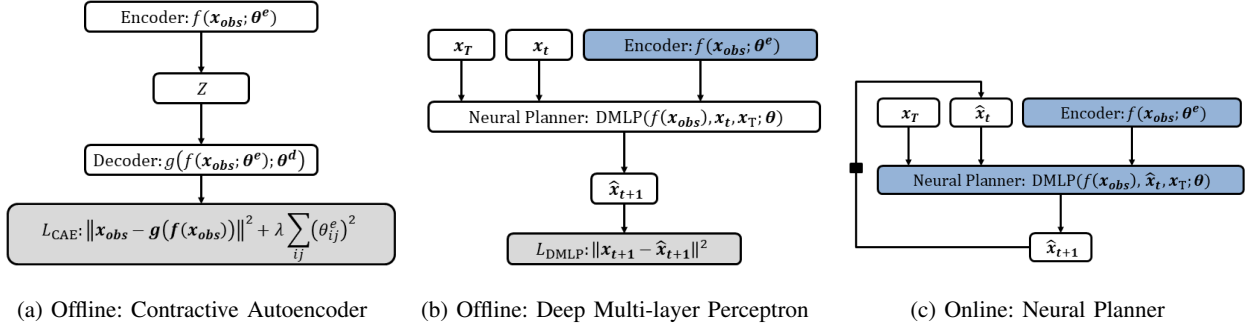 Encoder: f(x_obs; θ^e)
Z
Decoder: g(f(x_obs; θ^e); θ^d)
L_CAE: ‖x_obs − g(f(x_obs))‖² + λ ∑_ij (θ^e_ij)²
(a) Offline: Contractive Autoencoder
x_T x_t Encoder: f(x_obs; θ^e)
Neural Planner: DMLP(f(x_obs), x_t, x_T; θ)
x̂_t+1
L_DMLP: ‖x_t+1 − x̂_t+1‖²
(b) Offline: Deep Multi-layer Perceptron
x_T x̂_t Encoder: f(x_obs; θ^e)
Neural Planner: DMLP(f(x_obs), x̂_t, x_T; θ)
x̂_t+1
(c) Online: Neural Planner